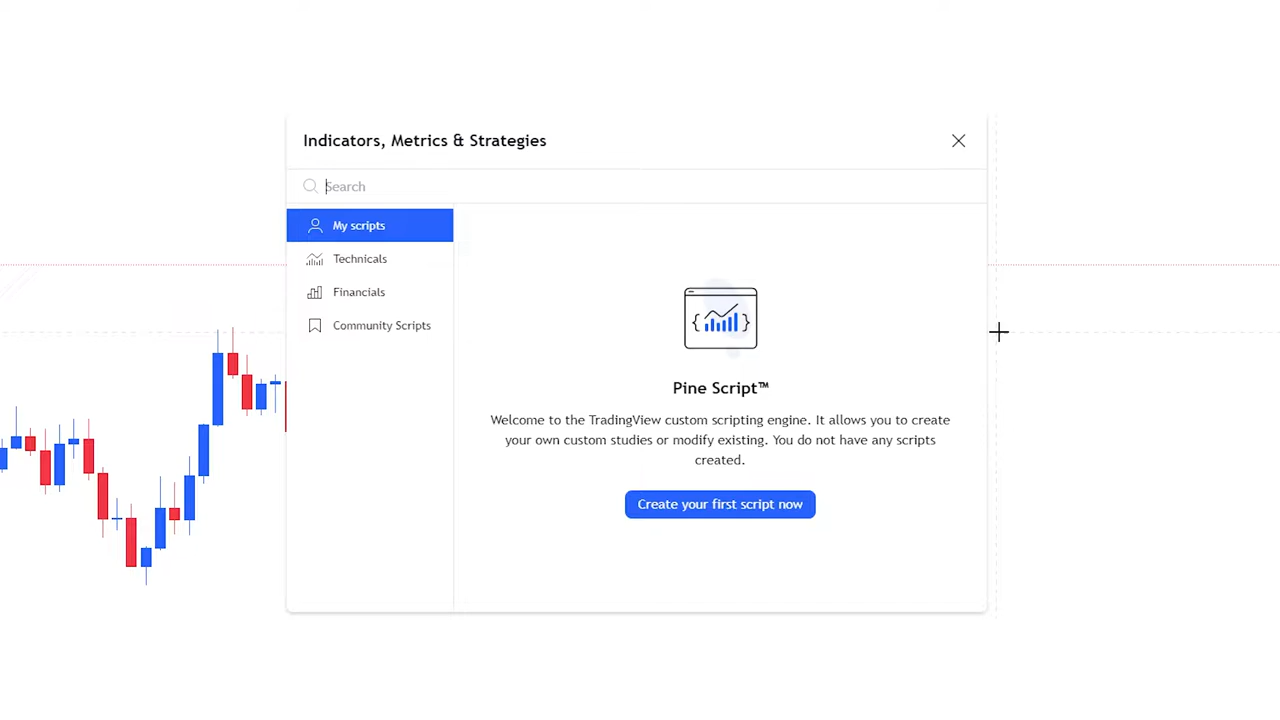 Indicators, Metrics & Strategies
Search
My scripts
Technicals
Financials
Community Scripts
Pine Script™
Welcome to the TradingView custom scripting engine. It allows you to create
your own custom studies or modify existing. You do not have any scripts
created.
Create your first script now